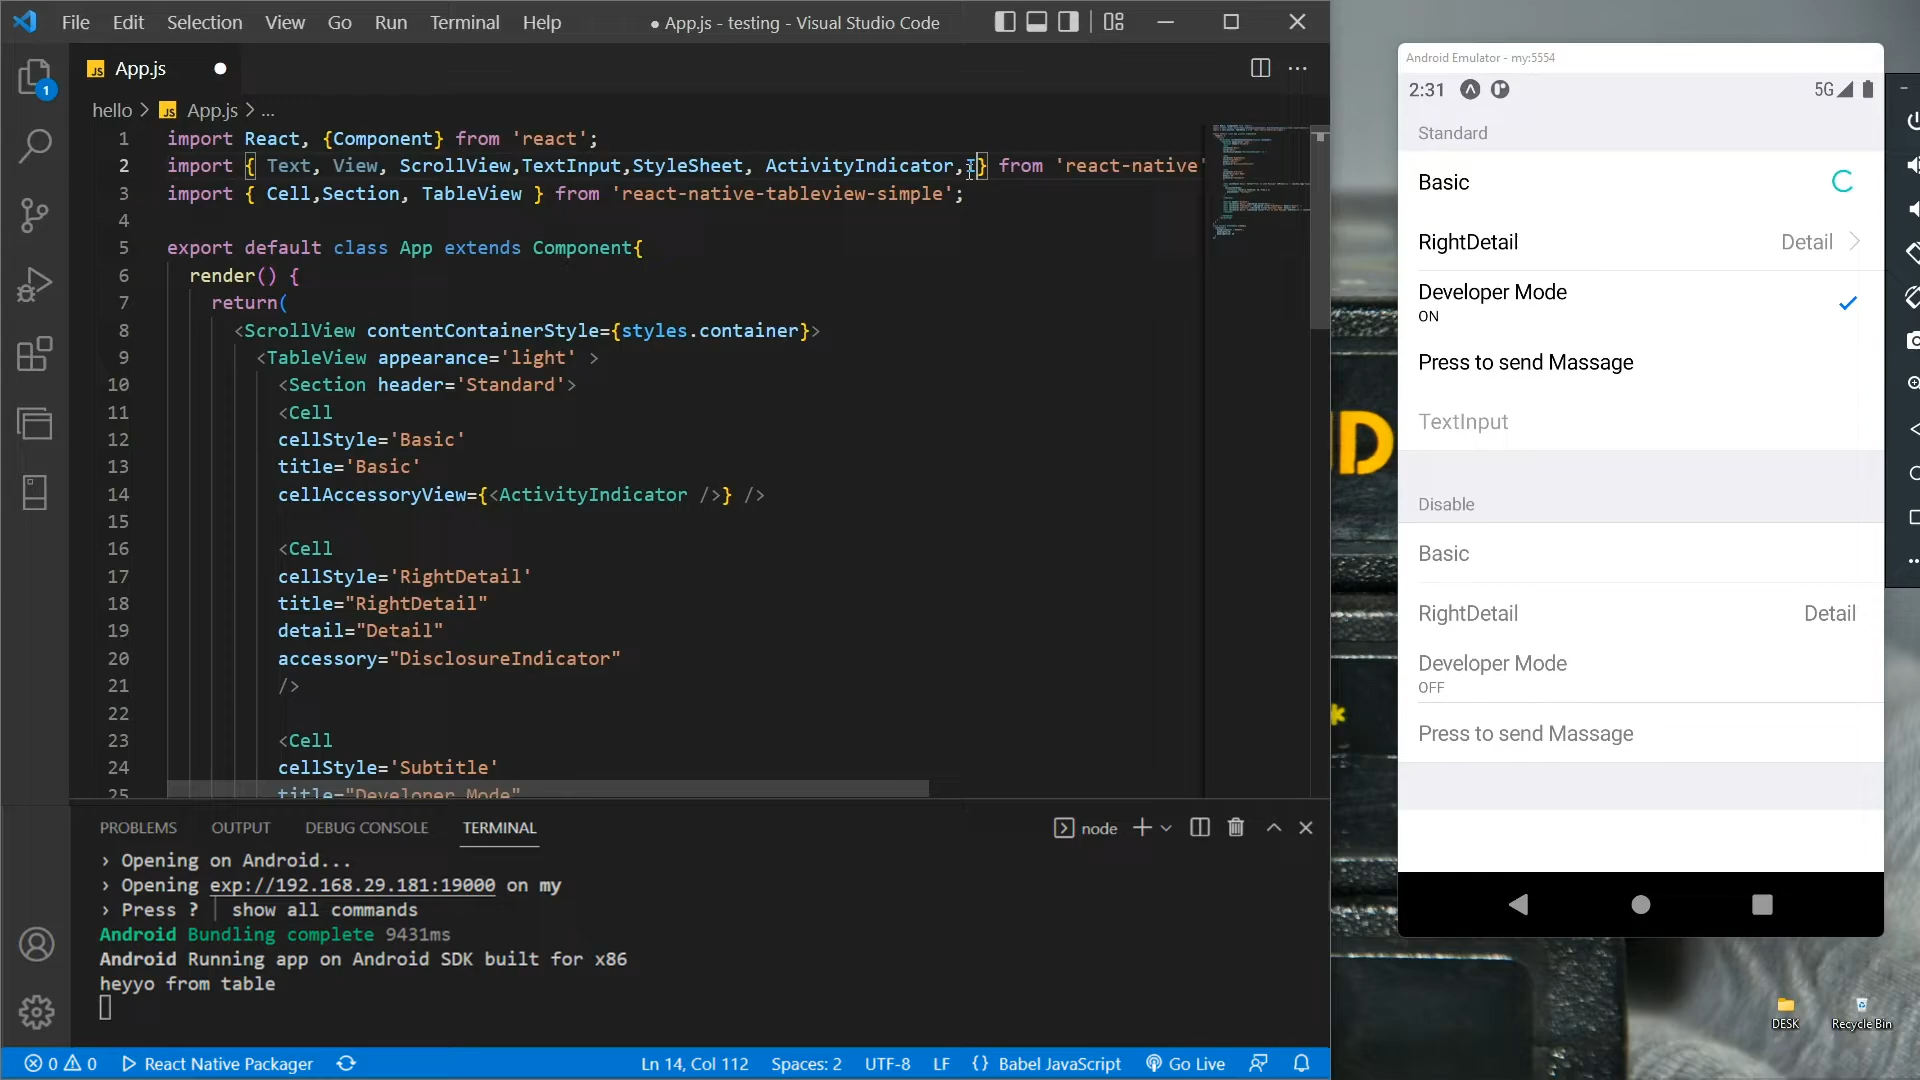 File Edit Selection View Go Run Terminal Help
● App.js - testing - Visual Studio Code
JS App.js
1
hello > JS App.js > ...
1 import React, {Component} from 'react';
2 import { Text, View, ScrollView,TextInput,StyleSheet, ActivityIndicator,} from 'react-native'
3 import { Cell,Section, TableView } from 'react-native-tableview-simple';
4
5 export default class App extends Component{
6 render() {
7 return(
8 <ScrollView contentContainerStyle={styles.container}>
9 <TableView appearance='light' >
10 <Section header='Standard'>
11 <Cell
12 cellStyle='Basic'
13 title='Basic'
14 cellAccessoryView={<ActivityIndicator />} />
15
16 <Cell
17 cellStyle='RightDetail'
18 title="RightDetail"
19 detail="Detail"
20 accessory="DisclosureIndicator"
21 />
22
23 <Cell
24 cellStyle='Subtitle'
25 title="Developer Mode"
PROBLEMS OUTPUT DEBUG CONSOLE TERMINAL
node
› Opening on Android...
› Opening exp://192.168.29.181:19000 on my
› Press ? │ show all commands
Android Bundling complete 9431ms
Android Running app on Android SDK built for x86
heyyo from table
0 0 React Native Packager
Ln 14, Col 112 Spaces: 2 UTF-8 LF {} Babel JavaScript Go Live
Android Emulator - my:5554
2:31 5G
Standard
Basic
RightDetail Detail
Developer Mode
ON
Press to send Massage
TextInput
Disable
Basic
RightDetail Detail
Developer Mode
OFF
Press to send Massage
D
*
DESK
Recycle Bin